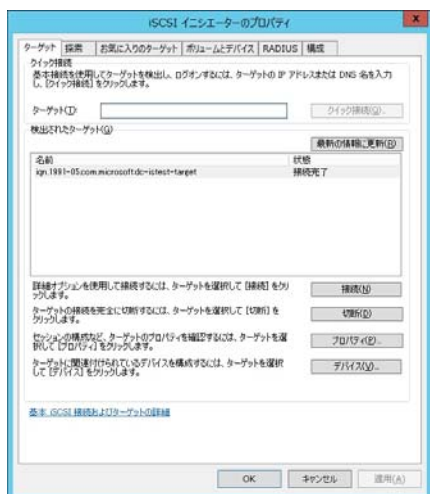 iSCSI イニシエーターのプロパティ
ターゲット 探索 お気に入りのターゲット ボリュームとデバイス RADIUS 構成
クイック接続
基本接続を使用してターゲットを検出し、ログオンするには、ターゲットの IP アドレスまたは DNS 名を入力
し、[クイック接続] をクリックします。
ターゲット(T):
クイック接続(Q)...
検出されたターゲット(G)
最新の情報に更新(R)
名前 状態
iqn.1991-05.com.microsoft:dc-istest-target 接続完了
詳細オプションを使用して接続するには、ターゲットを選択して [接続] をクリ
ックします。
接続(N)
ターゲットの接続を完全に切断するには、ターゲットを選択して [切断] を
クリックします。
切断(D)
セッションの構成など、ターゲットのプロパティを確認するには、ターゲットを選
択して [プロパティ] をクリックします。
プロパティ(P)...
ターゲットに関連付けられているデバイスを構成するには、ターゲットを選択
して [デバイス] をクリックします。
デバイス(V)...
基本 iSCSI 接続およびターゲットの詳細
OK キャンセル 適用(A)